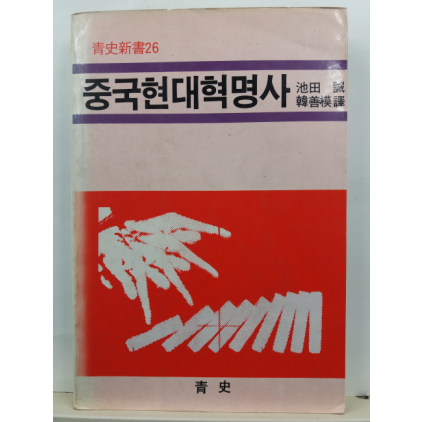 青史新書26
중국현대혁명사
池田 誠
韓善模 譯
青史